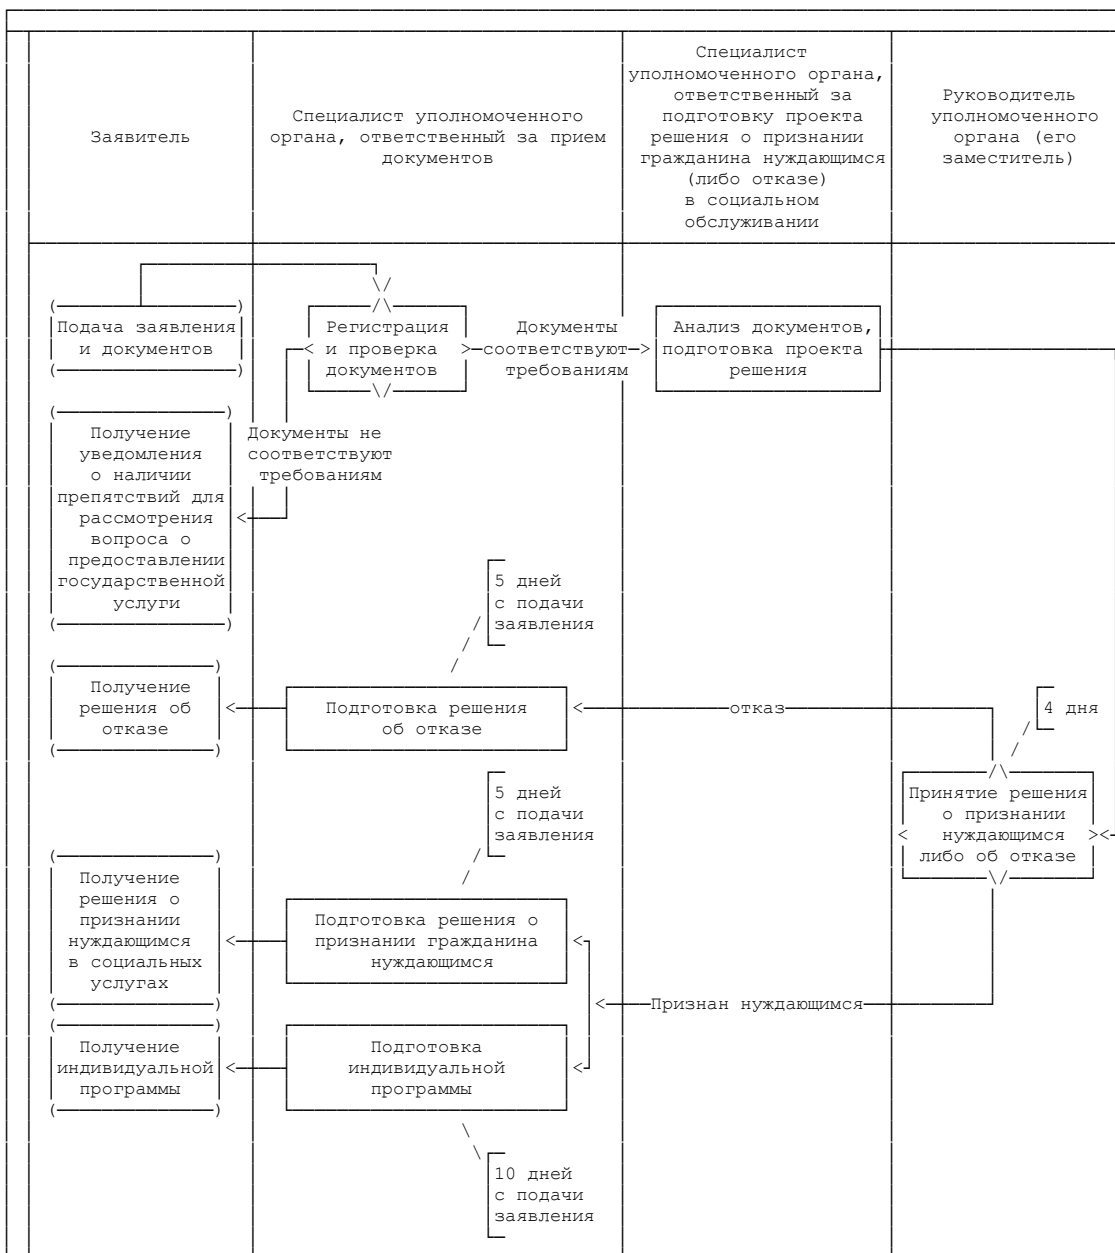 Заявитель
Специалист уполномоченного
органа, ответственный за прием
документов
Специалист
уполномоченного органа,
ответственный за
подготовку проекта
решения о признании
гражданина нуждающимся
(либо отказе)
в социальном
обслуживании
Руководитель
уполномоченного
органа (его
заместитель)
Подача заявления
и документов
Регистрация
и проверка
документов
Документы
соответствуют
требованиям
Анализ документов,
подготовка проекта
решения
Получение
уведомления
о наличии
препятствий для
рассмотрения
вопроса о
предоставлении
государственной
услуги
Документы не
соответствуют
требованиям
5 дней
с подачи
заявления
Получение
решения об
отказе
Подготовка решения
об отказе
отказ
4 дня
5 дней
с подачи
заявления
Принятие решения
о признании
нуждающимся
либо об отказе
Получение
решения о
признании
нуждающимся
в социальных
услугах
Подготовка решения о
признании гражданина
нуждающимся
Признан нуждающимся
Получение
индивидуальной
программы
Подготовка
индивидуальной
программы
10 дней
с подачи
заявления